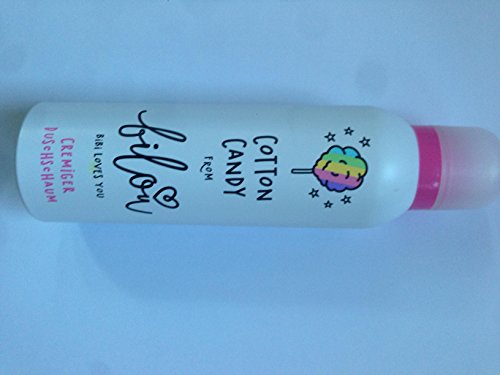 COTTON
CANDY
FROM
bilou
BiBi LOVES YOU
CREMIGER
DUSCHSCHAUM